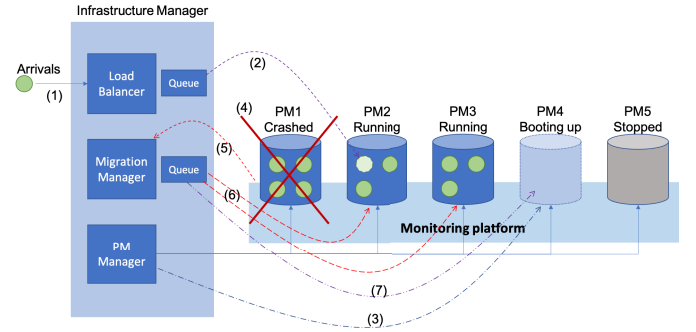 Infrastructure Manager
Arrivals
(1)
Load
Balancer
Queue
(2)
(4)
PM1
Crashed
PM2
Running
PM3
Running
PM4
Booting up
PM5
Stopped
Migration
Manager
Queue
(5)
(6)
Monitoring platform
PM
Manager
(7)
(3)